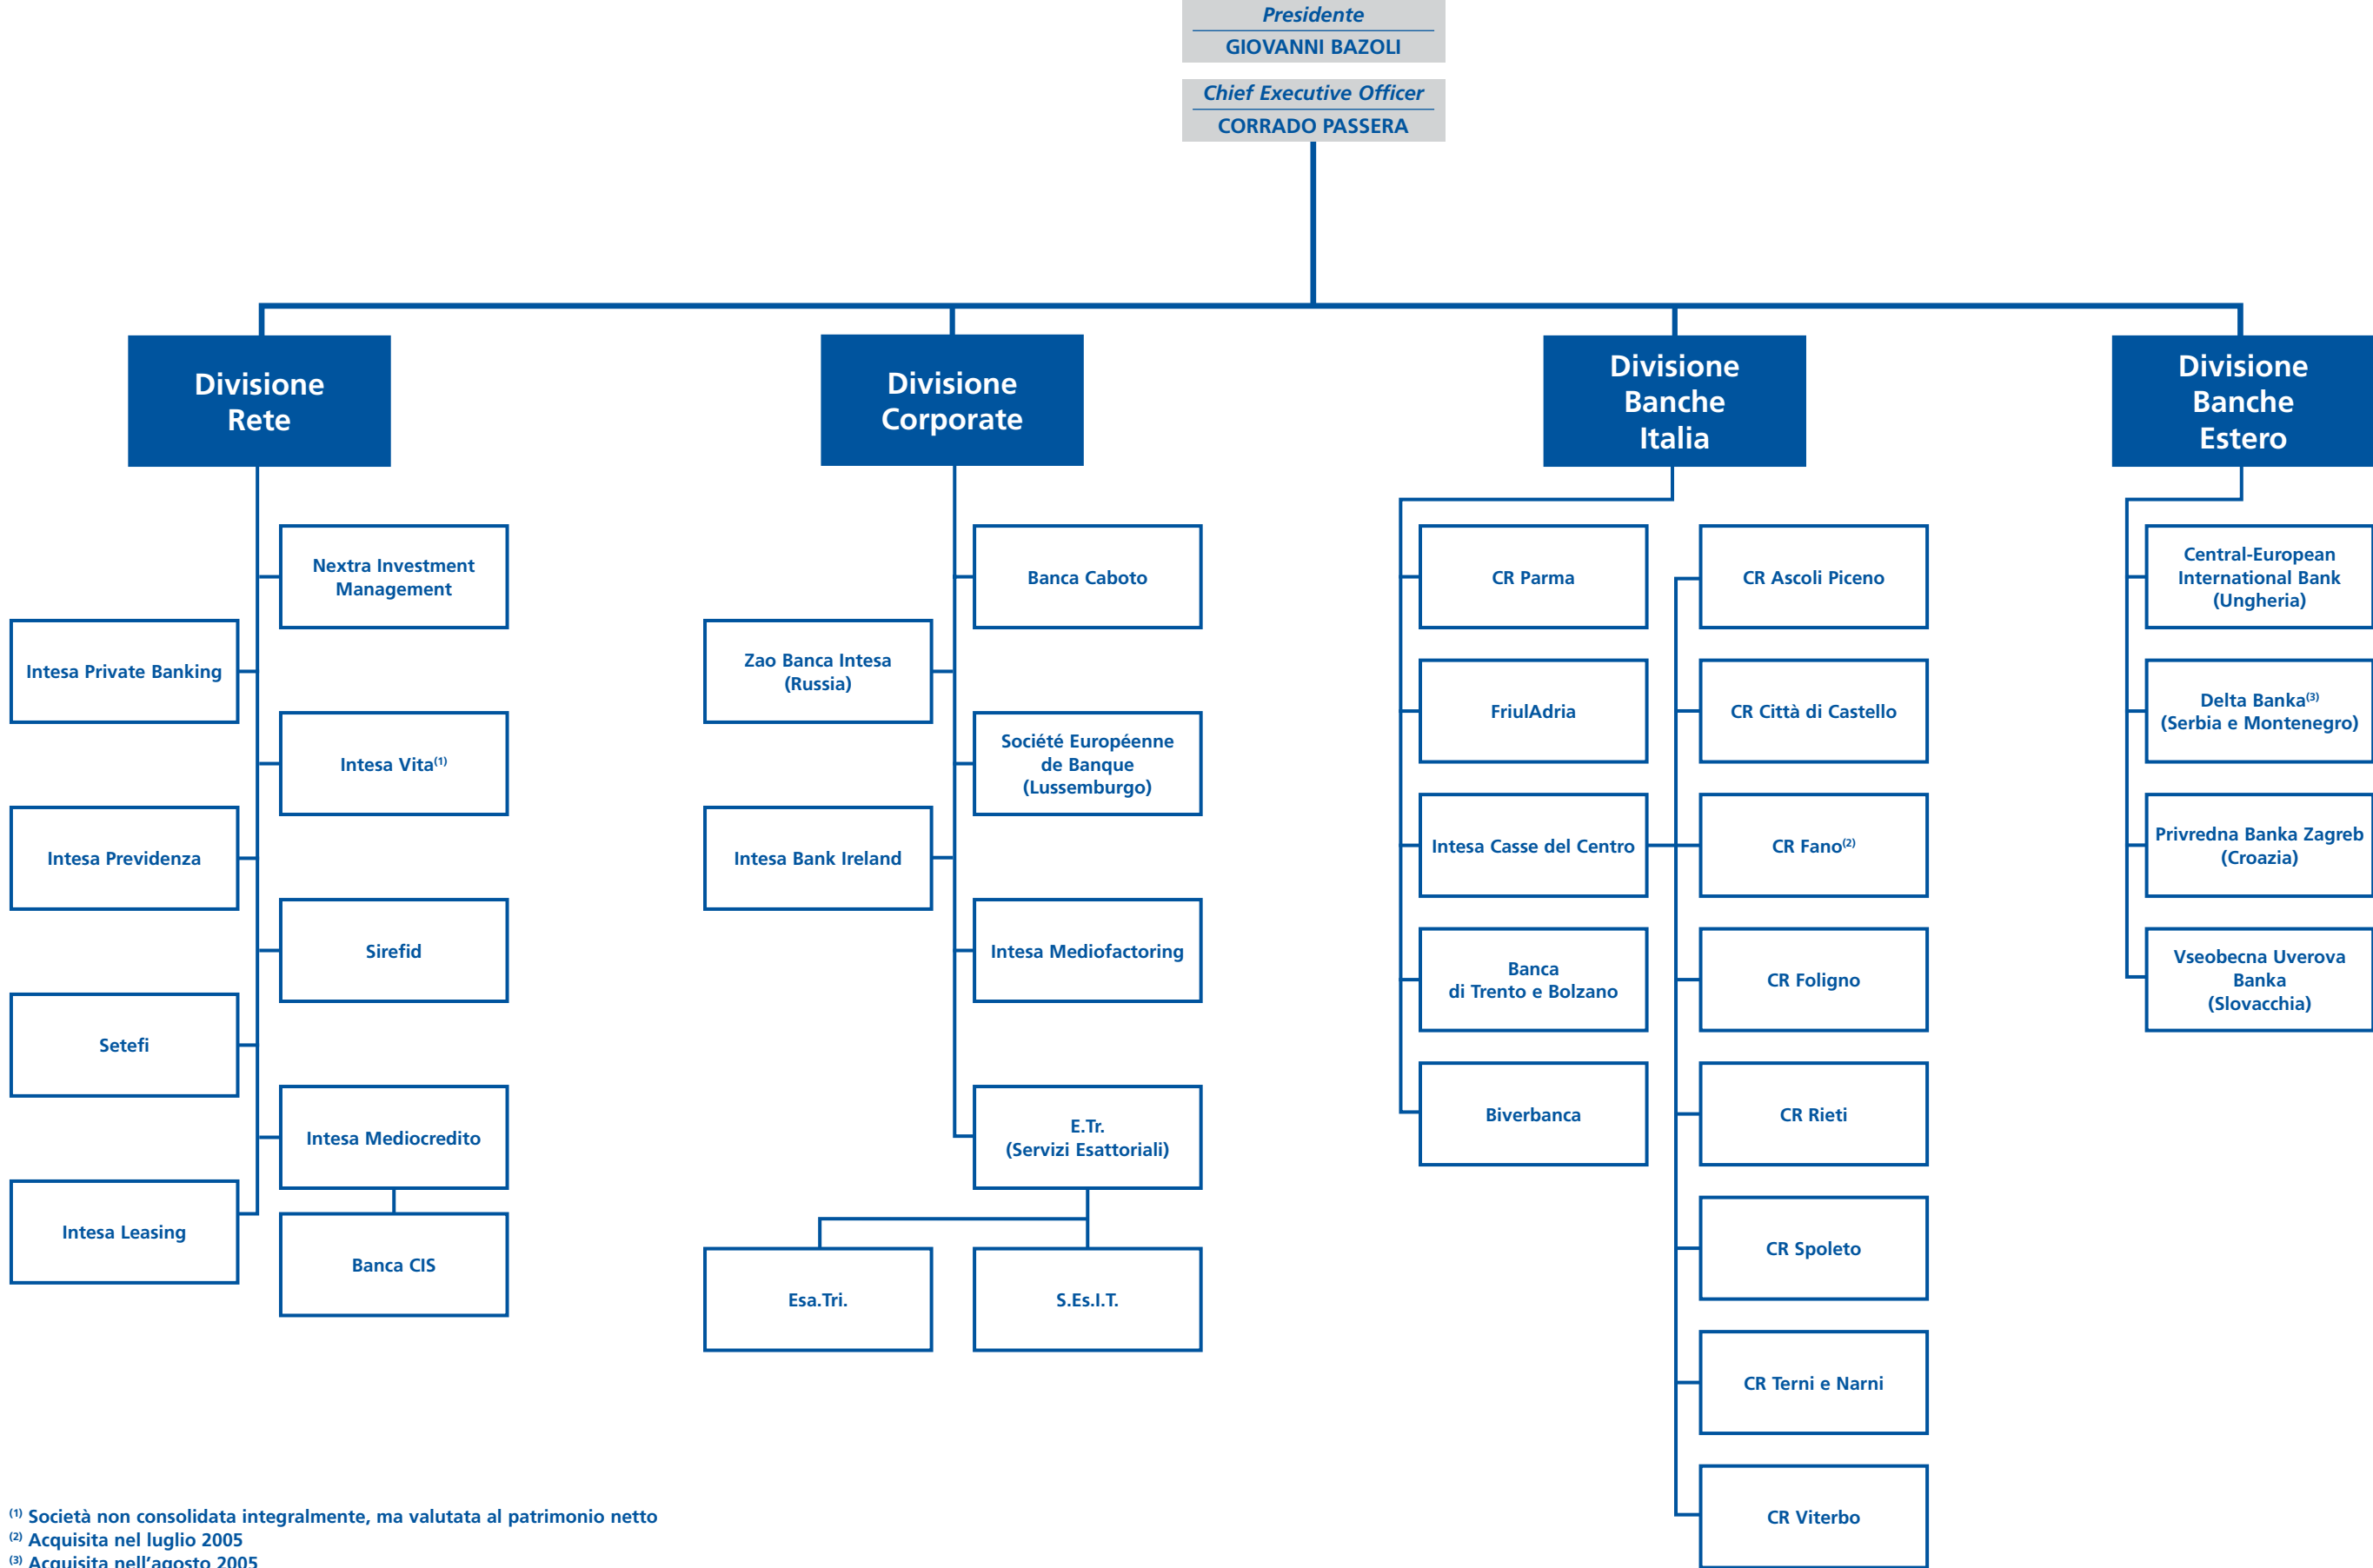 Presidente
GIOVANNI BAZOLI
Chief Executive Officer
CORRADO PASSERA
Divisione
Rete
Nextra Investment
Management
Intesa Private Banking
Intesa Vita(1)
Intesa Previdenza
Sirefid
Setefi
Intesa Mediocredito
Intesa Leasing
Banca CIS
Divisione
Corporate
Banca Caboto
Zao Banca Intesa
(Russia)
Société Européenne
de Banque
(Lussemburgo)
Intesa Bank Ireland
Intesa Mediofactoring
E.Tr.
(Servizi Esattoriali)
Esa.Tri.
S.Es.I.T.
Divisione
Banche
Italia
CR Parma
FriulAdria
Intesa Casse del Centro
Banca
di Trento e Bolzano
Biverbanca
CR Ascoli Piceno
CR Città di Castello
CR Fano(2)
CR Foligno
CR Rieti
CR Spoleto
CR Terni e Narni
CR Viterbo
Divisione
Banche
Estero
Central-European
International Bank
(Ungheria)
Delta Banka(3)
(Serbia e Montenegro)
Privredna Banka Zagreb
(Croazia)
Vseobecna Uverova
Banka
(Slovacchia)
(1) Società non consolidata integralmente, ma valutata al patrimonio netto
(2) Acquisita nel luglio 2005
(3) Acquisita nell'agosto 2005